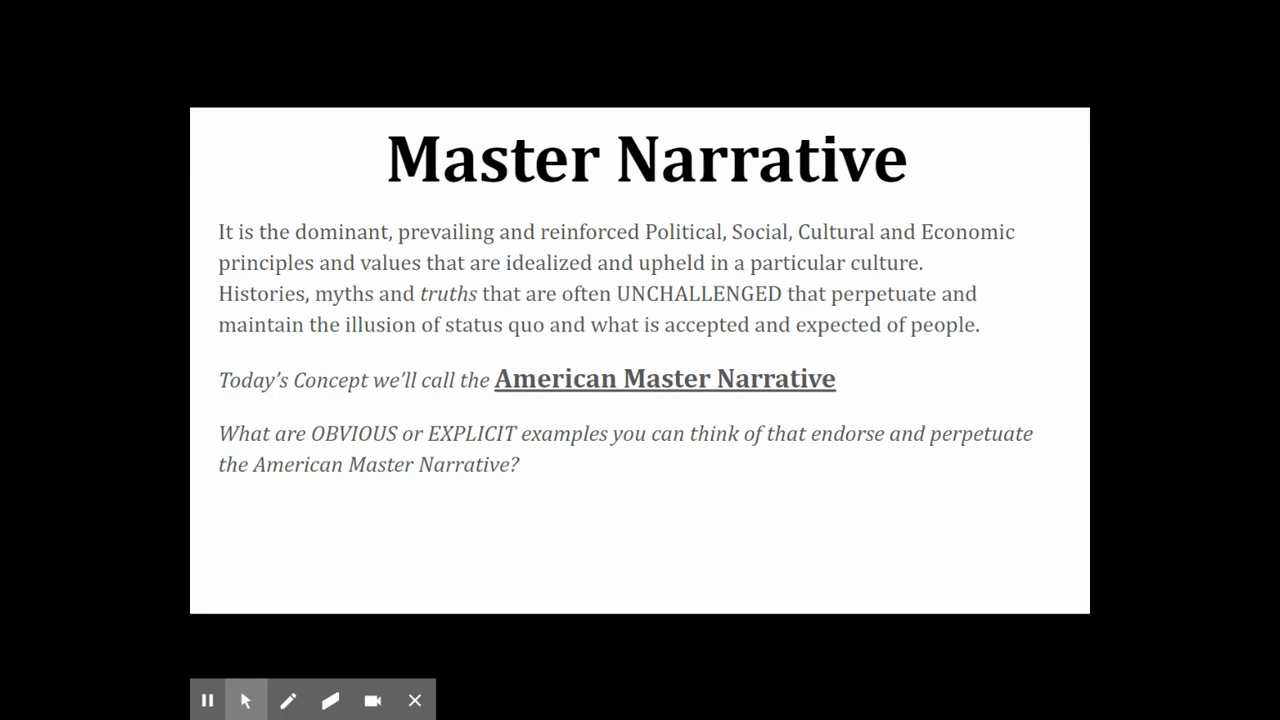 Master Narrative
It is the dominant, prevailing and reinforced Political, Social, Cultural and Economic
principles and values that are idealized and upheld in a particular culture.
Histories, myths and truths that are often UNCHALLENGED that perpetuate and
maintain the illusion of status quo and what is accepted and expected of people.
Today's Concept we'll call the American Master Narrative
What are OBVIOUS or EXPLICIT examples you can think of that endorse and perpetuate
the American Master Narrative?